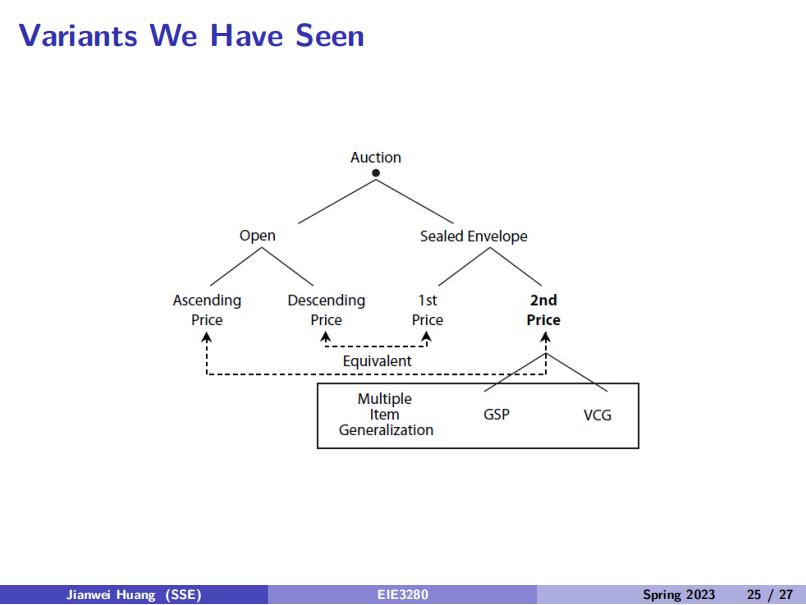 Variants We Have Seen
Auction
Open
Sealed Envelope
Ascending
Price
Descending
Price
1st
Price
2nd
Price
Equivalent
Multiple
Item
Generalization
GSP
VCG
Jianwei Huang (SSE)
EIE3280
Spring 2023
25 / 27